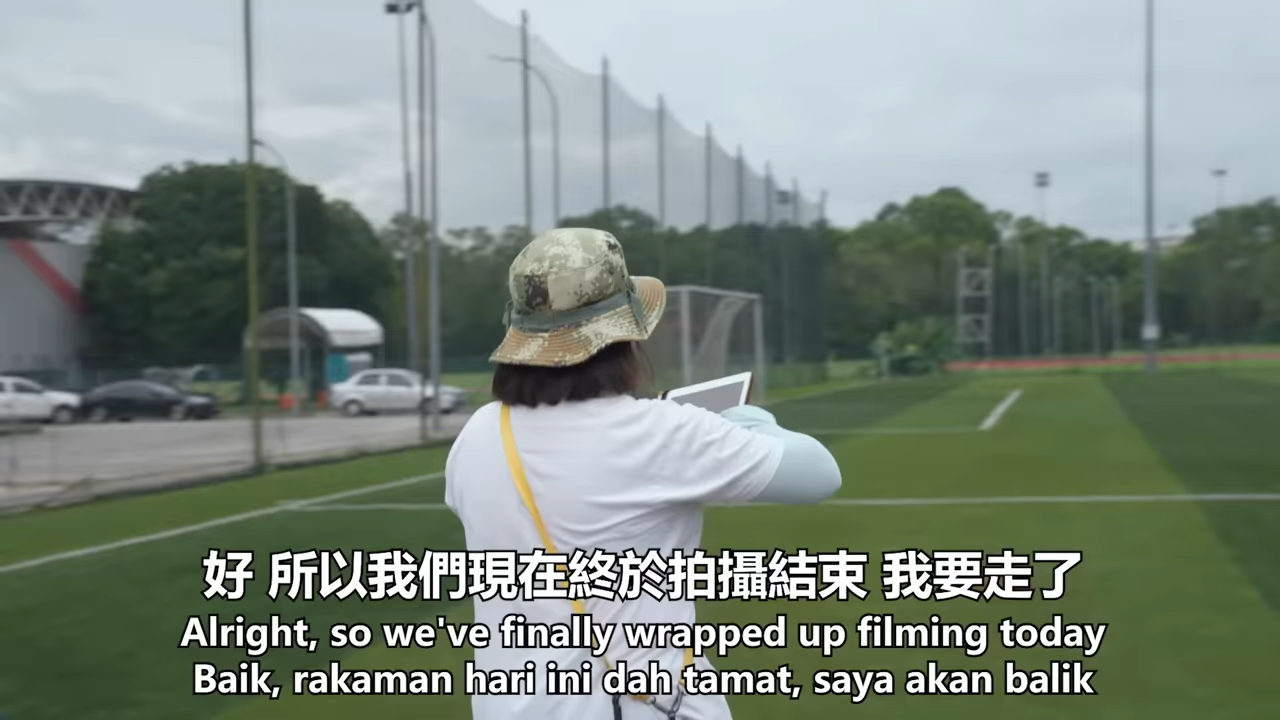 好 所以我們現在終於拍攝結束 我要走了
Alright, so we've finally wrapped up filming today
Baik, rakaman hari ini dah tamat, saya akan balik